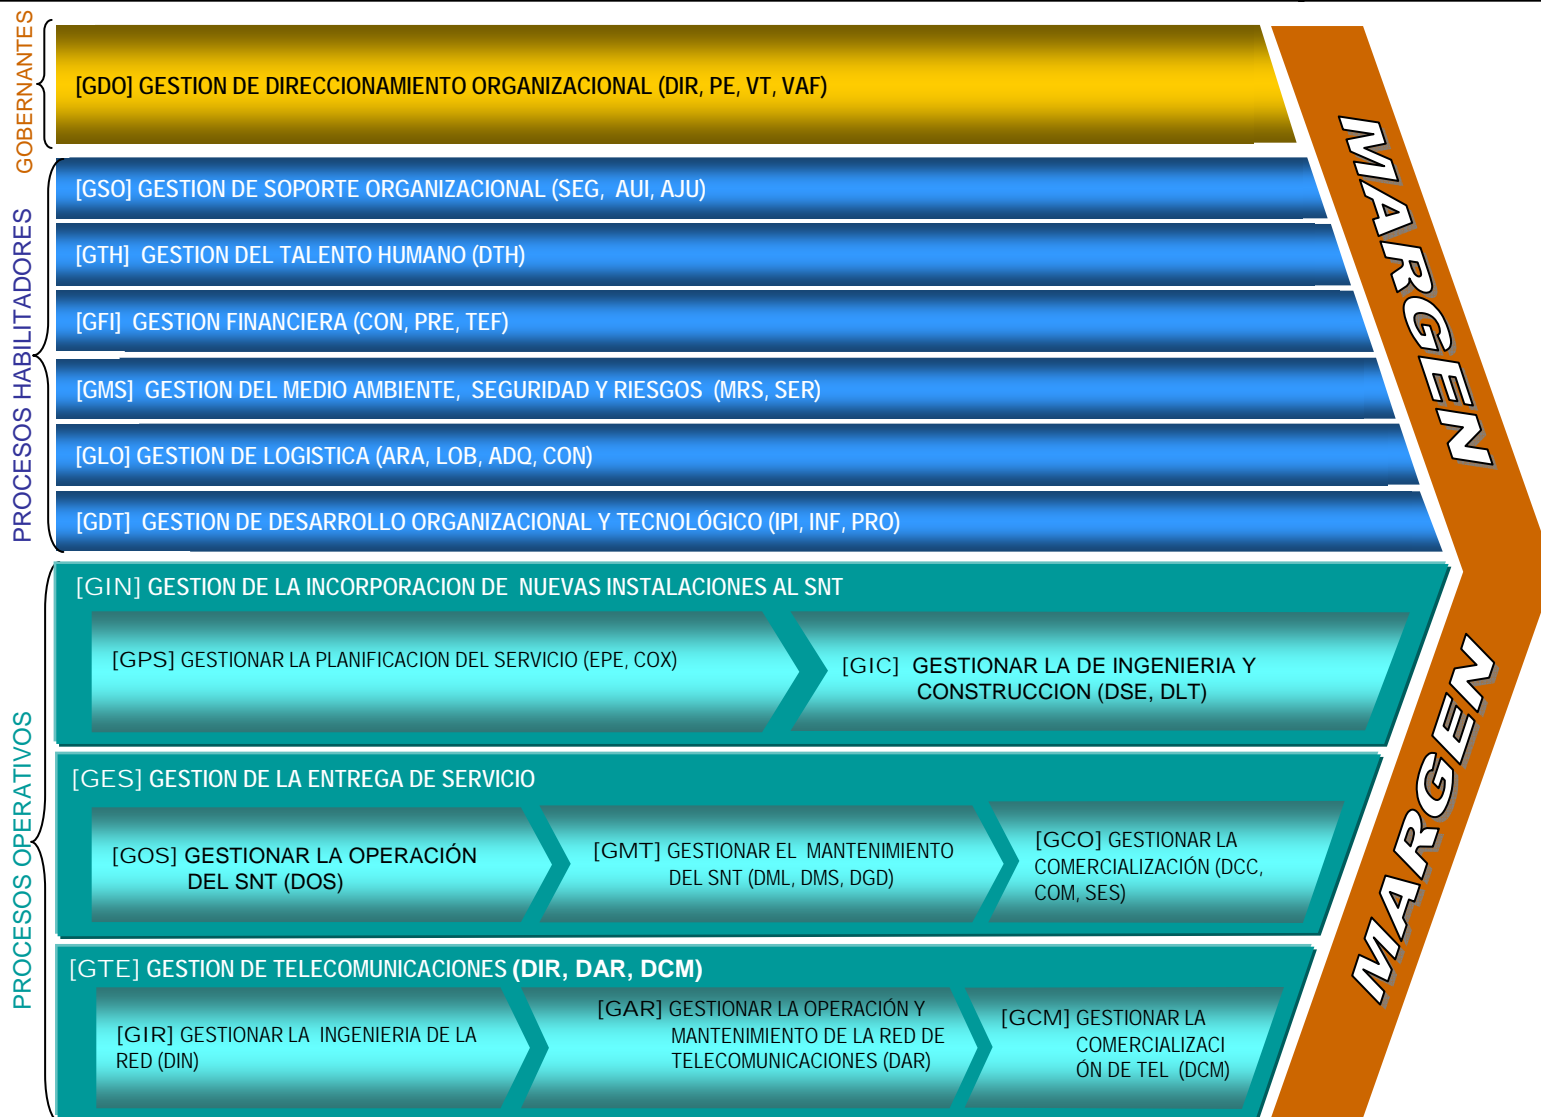 GOBERNANTES
[GDO] GESTION DE DIRECCIONAMIENTO ORGANIZACIONAL (DIR, PE, VT, VAF)
PROCESOS HABILITADORES
[GSO] GESTION DE SOPORTE ORGANIZACIONAL (SEG, AUI, AJU)
[GTH] GESTION DEL TALENTO HUMANO (DTH)
[GFI] GESTION FINANCIERA (CON, PRE, TEF)
[GMS] GESTION DEL MEDIO AMBIENTE, SEGURIDAD Y RIESGOS (MRS, SER)
[GLO] GESTION DE LOGISTICA (ARA, LOB, ADQ, CON)
[GDT] GESTION DE DESARROLLO ORGANIZACIONAL Y TECNOLÓGICO (IPI, INF, PRO)
PROCESOS OPERATIVOS
[GIN] GESTION DE LA INCORPORACION DE NUEVAS INSTALACIONES AL SNT
[GPS] GESTIONAR LA PLANIFICACION DEL SERVICIO (EPE, COX)
[GIC] GESTIONAR LA DE INGENIERIA Y
CONSTRUCCION (DSE, DLT)
[GES] GESTION DE LA ENTREGA DE SERVICIO
[GOS] GESTIONAR LA OPERACIÓN
DEL SNT (DOS)
[GMT] GESTIONAR EL MANTENIMIENTO
DEL SNT (DML, DMS, DGD)
[GCO] GESTIONAR LA
COMERCIALIZACIÓN (DCC,
COM, SES)
[GTE] GESTION DE TELECOMUNICACIONES (DIR, DAR, DCM)
[GIR] GESTIONAR LA INGENIERIA DE LA
RED (DIN)
[GAR] GESTIONAR LA OPERACIÓN Y
MANTENIMIENTO DE LA RED DE
TELECOMUNICACIONES (DAR)
[GCM] GESTIONAR LA
COMERCIALIZACI
ÓN DE TEL (DCM)
MARGEN
MARGEN